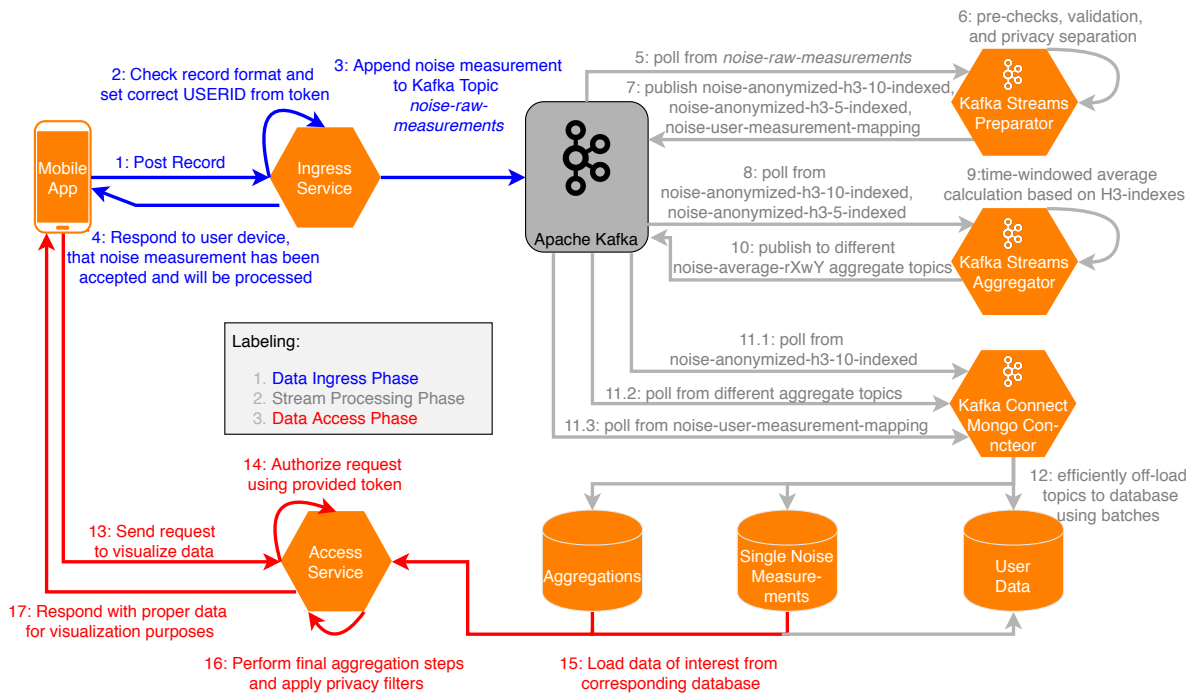 6: pre-checks, validation,
and privacy separation
2: Check record format and
set correct USERID from token
3: Append noise measurement
to Kafka Topic
noise-raw-
measurements
5: poll from noise-raw-measurements
7: publish noise-anonymized-h3-10-indexed,
noise-anonymized-h3-5-indexed,
noise-user-measurement-mapping
Kafka Streams
Preparator
Mobile
App
1: Post Record
Ingress
Service
Apache Kafka
8: poll from
noise-anonymized-h3-10-indexed,
noise-anonymized-h3-5-indexed
9:time-windowed average
calculation based on H3-indexes
10: publish to different
noise-average-rXwY aggregate topics
Kafka Streams
Aggregator
4: Respond to user device,
that noise measurement has been
accepted and will be processed
Labeling:
1. Data Ingress Phase
2. Stream Processing Phase
3. Data Access Phase
11.1: poll from
noise-anonymized-h3-10-indexed
11.2: poll from different aggregate topics
11.3: poll from noise-user-measurement-mapping
Kafka Connect
Mongo Con-
ncteor
12: efficiently off-load
topics to database
using batches
14: Authorize request
using provided token
13: Send request
to visualize data
Access
Service
Aggregations
Single Noise
Measure-
ments
User
Data
17: Respond with proper data
for visualization purposes
16: Perform final aggregation steps
and apply privacy filters
15: Load data of interest from
corresponding database